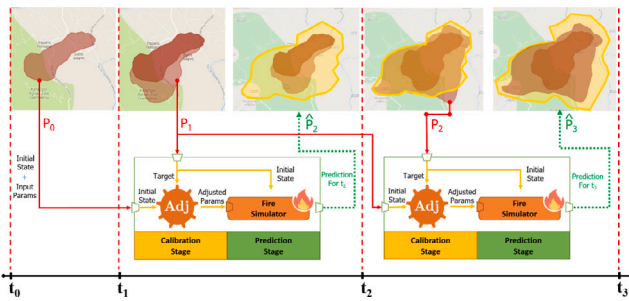 P₀
P₁
P̂₂
P₂
P̂₃
Initial
State
+
Input
Params
Target
Initial
State
Initial
State
Adj
Adjusted
Params
Fire
Simulator
Calibration
Stage
Prediction
Stage
Prediction
For t₂
Target
Initial
State
Initial
State
Adj
Adjusted
Params
Fire
Simulator
Calibration
Stage
Prediction
Stage
Prediction
For t₃
t₀
t₁
t₂
t₃